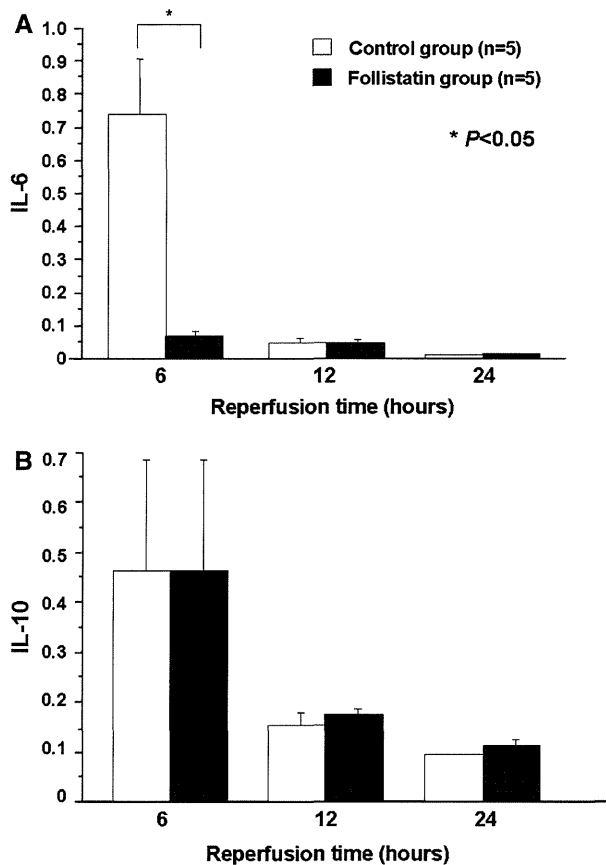 A
*
1.0
0.9
0.8
0.7
0.6
0.5
0.4
0.3
0.2
0.1
0
IL-6
Control group (n=5)
Follistatin group (n=5)
* P<0.05
6 12 24
Reperfusion time (hours)
B
0.7
0.6
0.5
0.4
0.3
0.2
0.1
0
IL-10
6 12 24
Reperfusion time (hours)